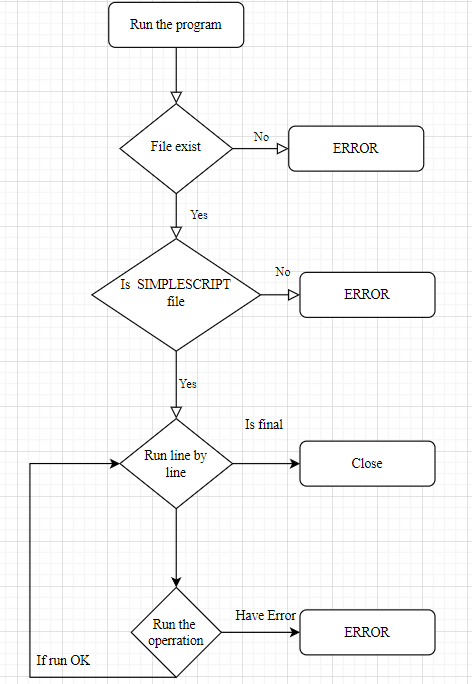 Run the program
File exist
No
ERROR
Yes
Is SIMPLESCRIPT
file
No
ERROR
Yes
Run line by
line
Is final
Close
Run the
operration
Have Error
ERROR
If run OK